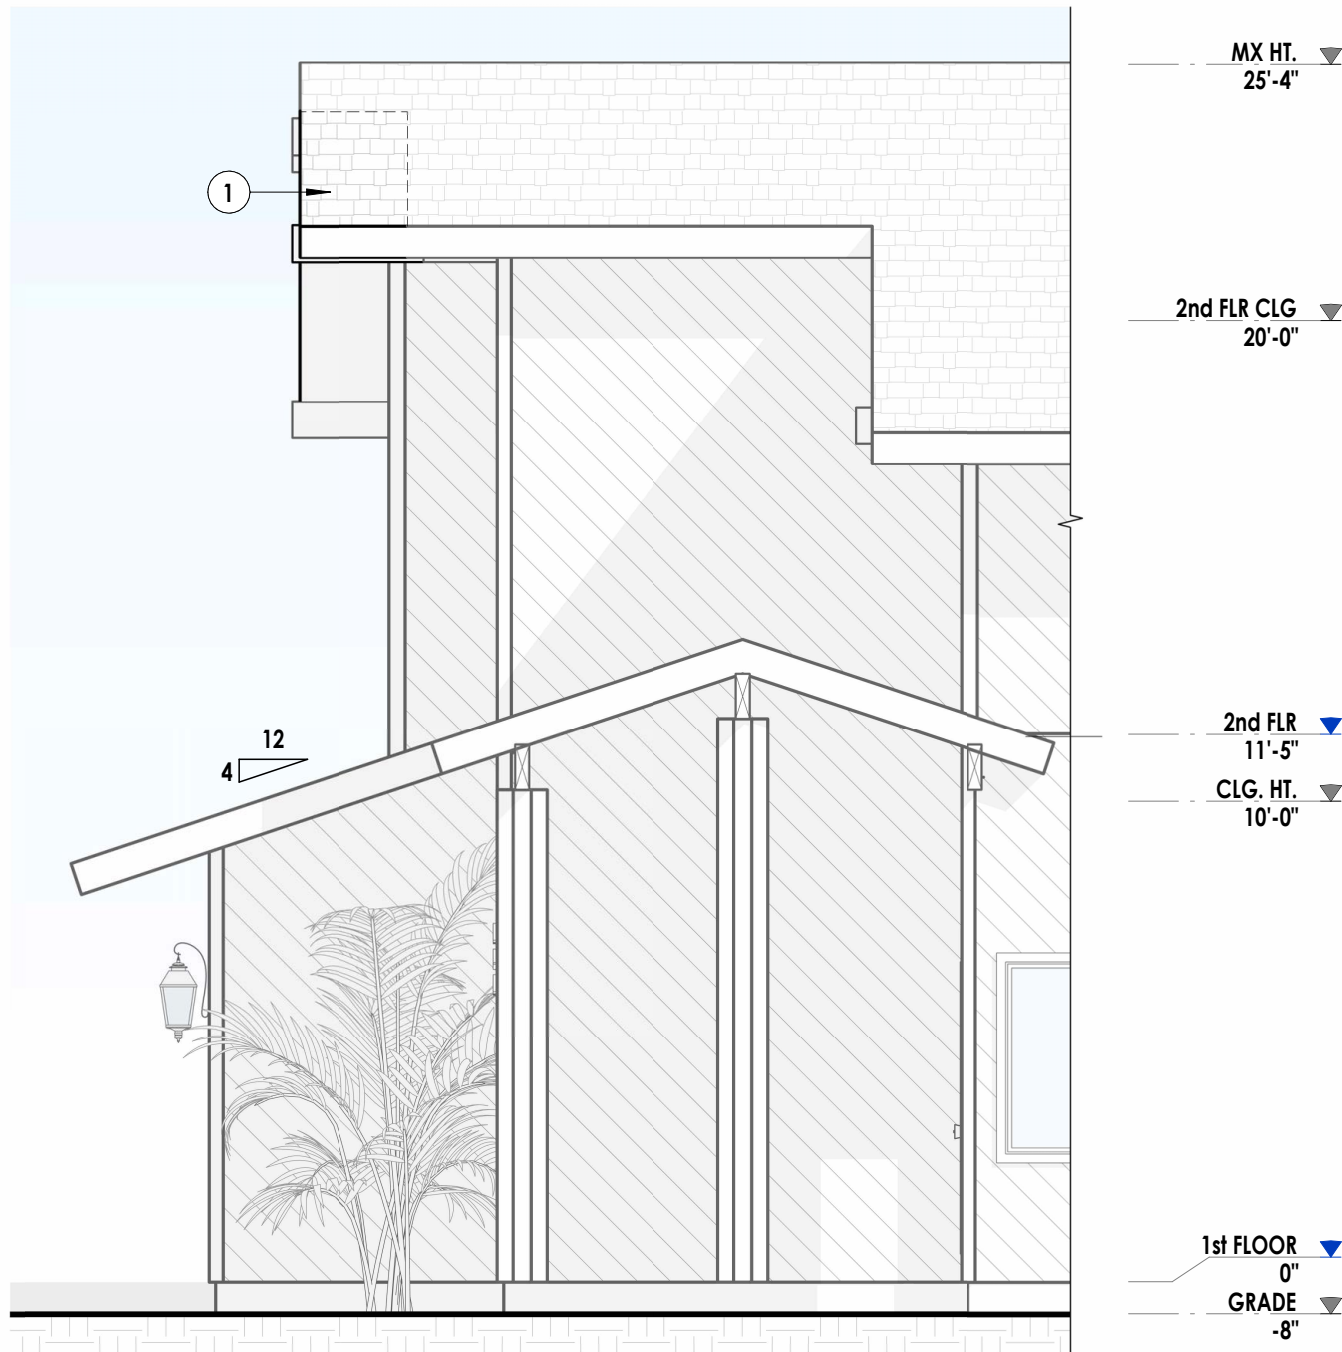 MX HT.
25'-4"
1
2nd FLR CLG
20'-0"
2nd FLR
11'-5"
12
4
CLG. HT.
10'-0"
1st FLOOR
0"
GRADE
-8"